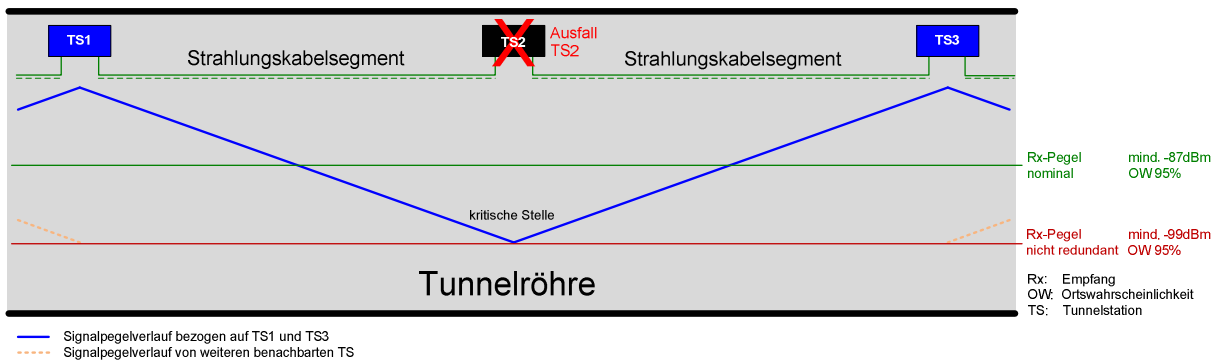 TS1
TS2
Ausfall
TS2
TS3
Strahlungskabelsegment
Strahlungskabelsegment
Rx-Pegel mind. -87dBm
nominal OW 95%
kritische Stelle
Rx-Pegel mind. -99dBm
nicht redundant OW 95%
Tunnelröhre
Rx: Empfang
OW: Ortswahrscheinlichkeit
TS: Tunnelstation
Signalpegelverlauf bezogen auf TS1 und TS3
Signalpegelverlauf von weiteren benachbarten TS